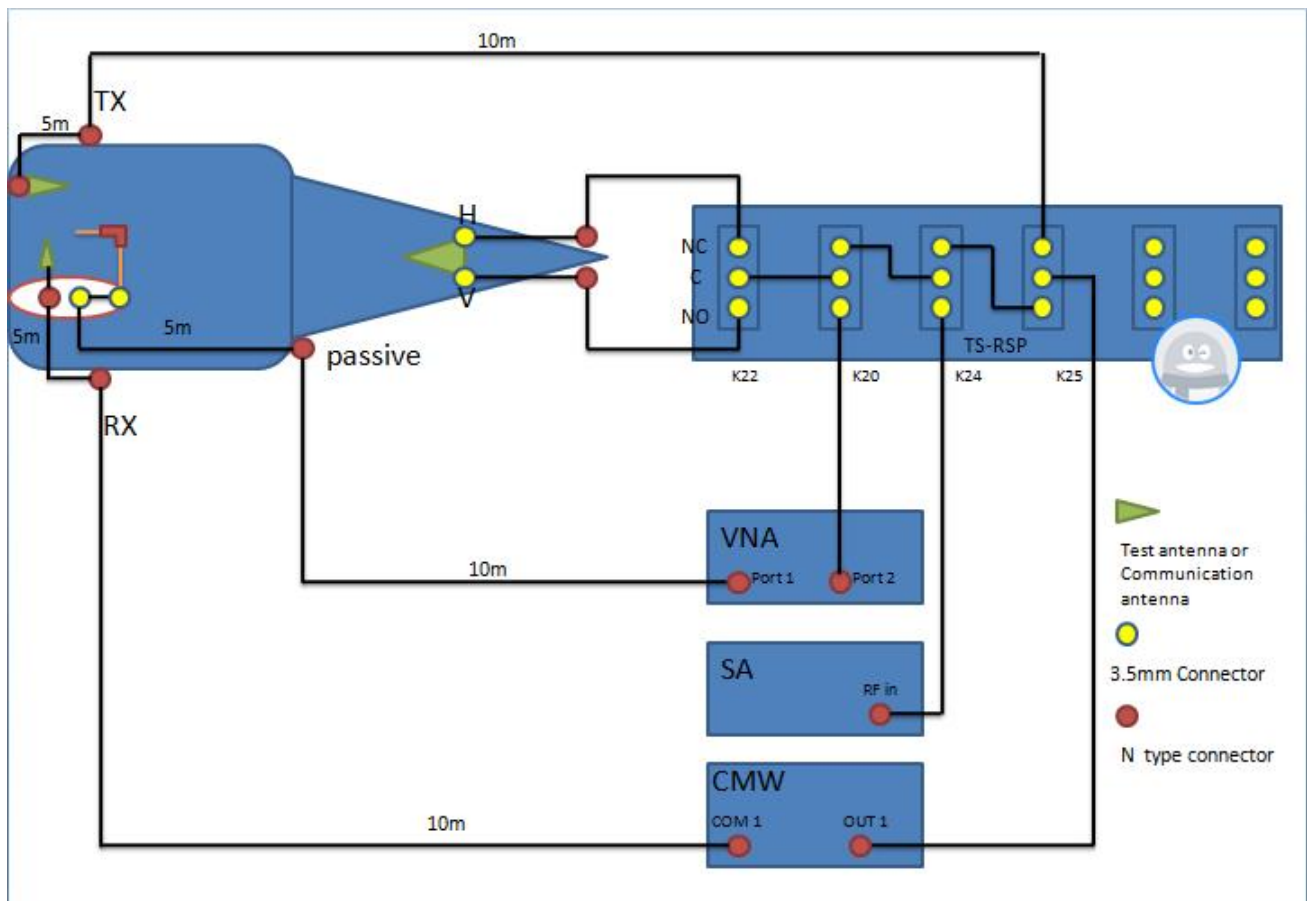 10m
TX
5m
H
V
NC
C
NO
TS-RSP
5m
5m
passive
K22
K20
K24
K25
RX
VNA
Port 1
Port 2
10m
Test antenna or
Communication
antenna
SA
RF in
3.5mm Connector
N type connector
CMW
COM 1
OUT 1
10m